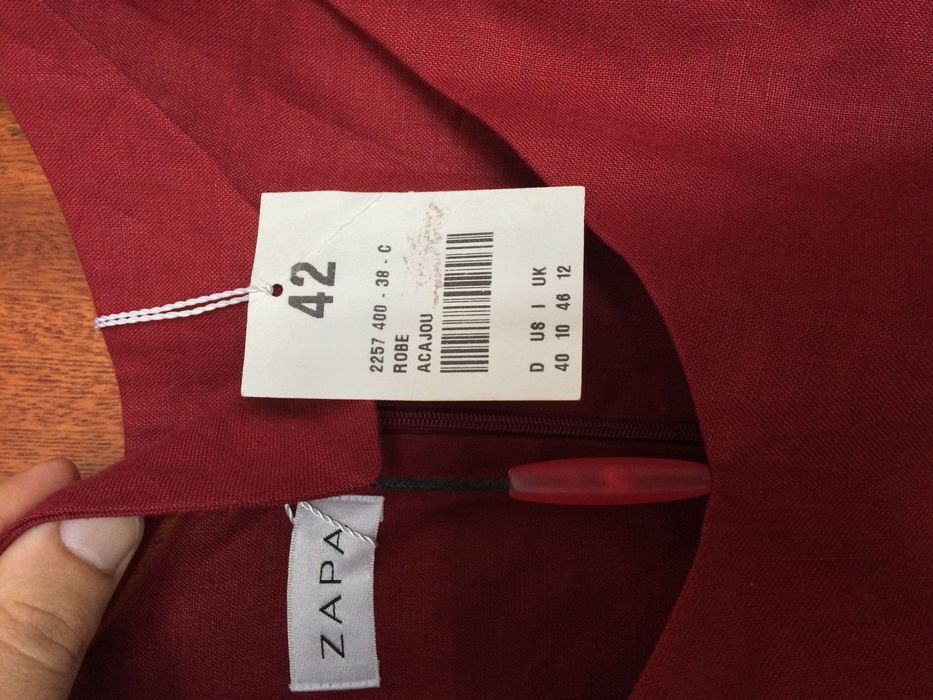 42
2257 400 - 38 - C
ROBE
ACAJOU
D US I UK
40 10 46 12
ZAPA